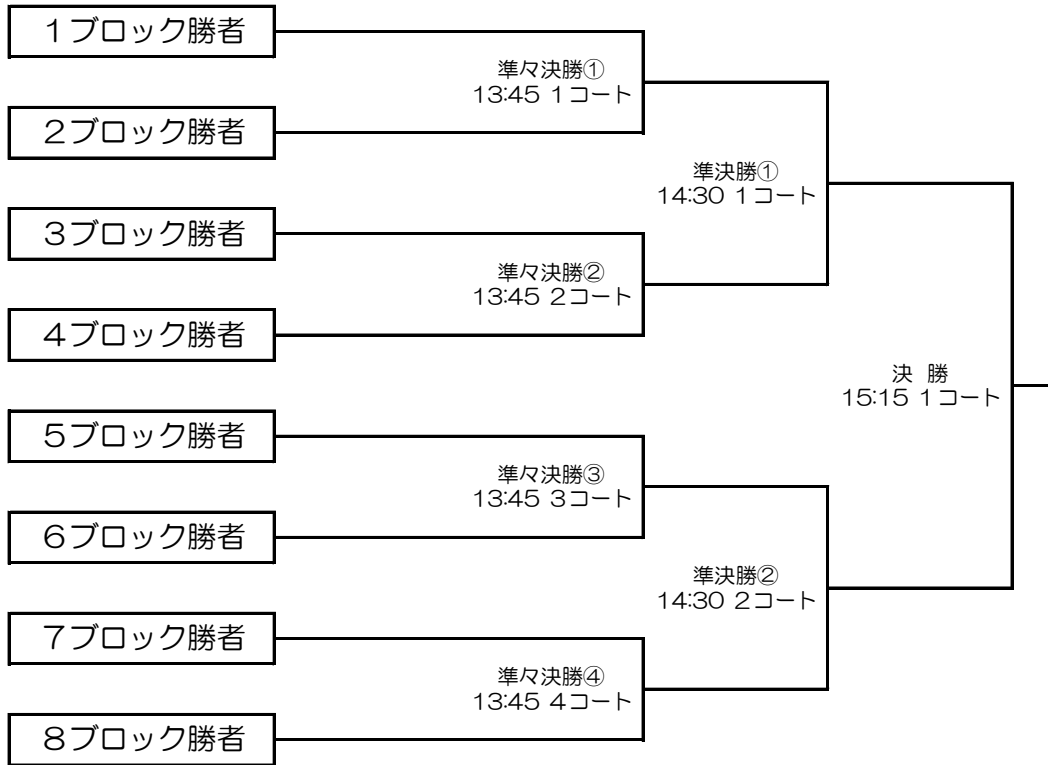 １ブロック勝者
準々決勝①
13:45 １コート
２ブロック勝者
準決勝①
14:30 １コート
３ブロック勝者
準々決勝②
13:45 ２コート
４ブロック勝者
決 勝
15:15 １コート
５ブロック勝者
準々決勝③
13:45 ３コート
６ブロック勝者
準決勝②
14:30 ２コート
７ブロック勝者
準々決勝④
13:45 ４コート
８ブロック勝者